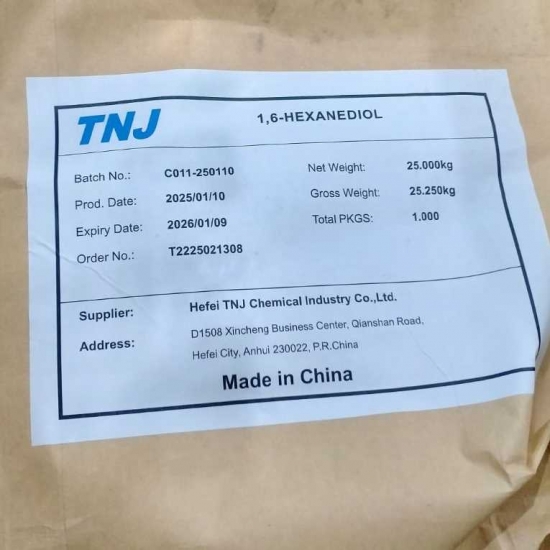 TNJ 1,6-HEXANEDIOL
Batch No.: C011-250110 Net Weight: 25.000kg
Prod. Date: 2025/01/10 Gross Weight: 25.250kg
Expiry Date: 2026/01/09 Total PKGS: 1.000
Order No.: T2225021308
Supplier: Hefei TNJ Chemical Industry Co.,Ltd.
Address: D1508 Xincheng Business Center, Qianshan Road,
Hefei City, Anhui 230022, P.R.China
Made in China